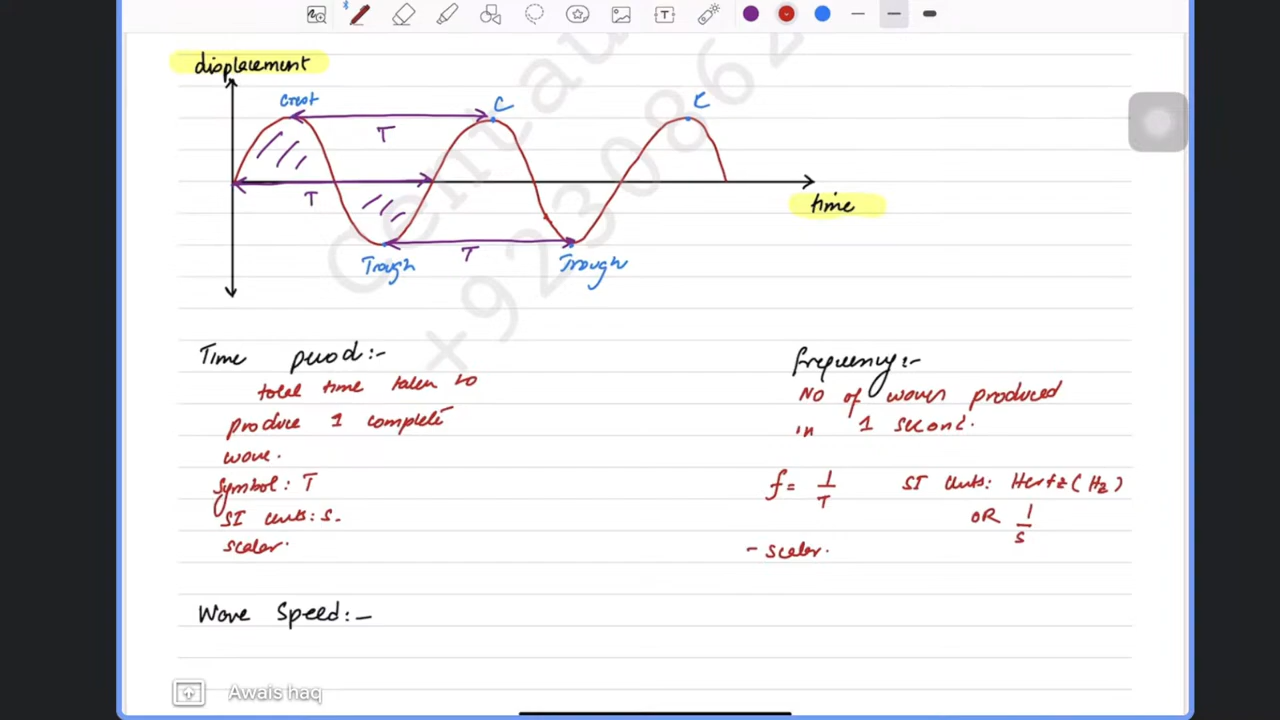 displacement
Crest
C
C
T
T
time
T
Trough
Trough
Centau
+9230862
Time period:-
total time taken to
produce 1 complete
wave.
Symbol: T
SI units: s.
scalar.
frequency:-
No of waves produced
in 1 second.
f = 1/T
SI units: Hertz (Hz)
OR 1/s
- scalar.
Wave Speed:-
Awais haq